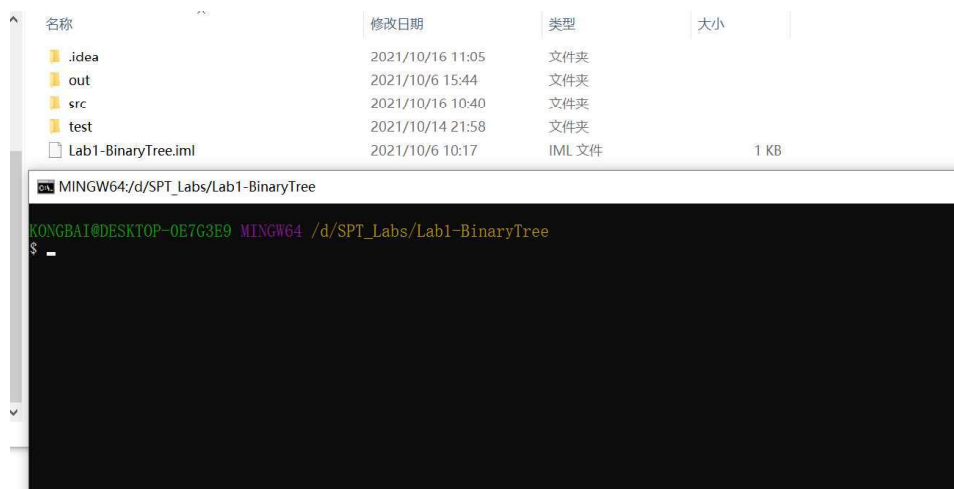 名称 修改日期 类型 大小
.idea 2021/10/16 11:05 文件夹
out 2021/10/6 15:44 文件夹
src 2021/10/16 10:40 文件夹
test 2021/10/14 21:58 文件夹
Lab1-BinaryTree.iml 2021/10/6 10:17 IML 文件 1 KB
MINGW64:/d/SPT_Labs/Lab1-BinaryTree
KONGBAI@DESKTOP-OE7G3E9 MINGW64 /d/SPT_Labs/Lab1-BinaryTree
$